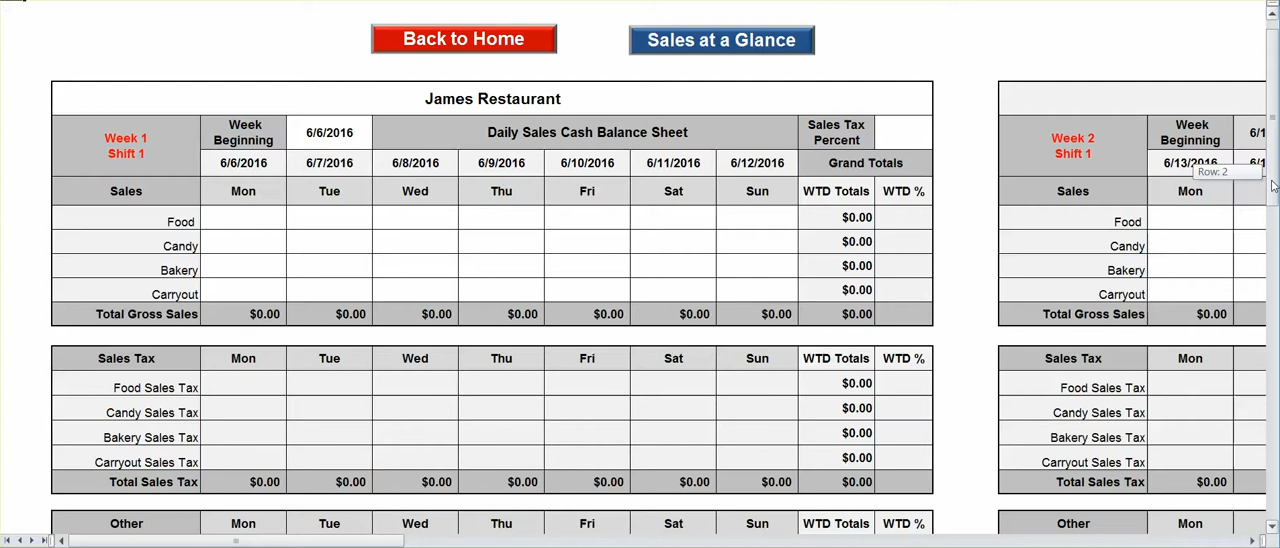 Back to Home
Sales at a Glance
James Restaurant
Week 1
Shift 1
Week
Beginning
6/6/2016
Daily Sales Cash Balance Sheet
Sales Tax
Percent
6/6/2016 6/7/2016 6/8/2016 6/9/2016 6/10/2016 6/11/2016 6/12/2016 Grand Totals
Sales Mon Tue Wed Thu Fri Sat Sun WTD Totals WTD %
Food $0.00
Candy $0.00
Bakery $0.00
Carryout $0.00
Total Gross Sales $0.00 $0.00 $0.00 $0.00 $0.00 $0.00 $0.00 $0.00
Sales Tax Mon Tue Wed Thu Fri Sat Sun WTD Totals WTD %
Food Sales Tax $0.00
Candy Sales Tax $0.00
Bakery Sales Tax $0.00
Carryout Sales Tax $0.00
Total Sales Tax $0.00 $0.00 $0.00 $0.00 $0.00 $0.00 $0.00 $0.00
Other Mon Tue Wed Thu Fri Sat Sun WTD Totals WTD %
Week 2
Shift 1
Week
Beginning
6/1
6/13/2016 6/1
Row: 2
Sales Mon
Food
Candy
Bakery
Carryout
Total Gross Sales $0.00
Sales Tax Mon
Food Sales Tax
Candy Sales Tax
Bakery Sales Tax
Carryout Sales Tax
Total Sales Tax $0.00
Other Mon